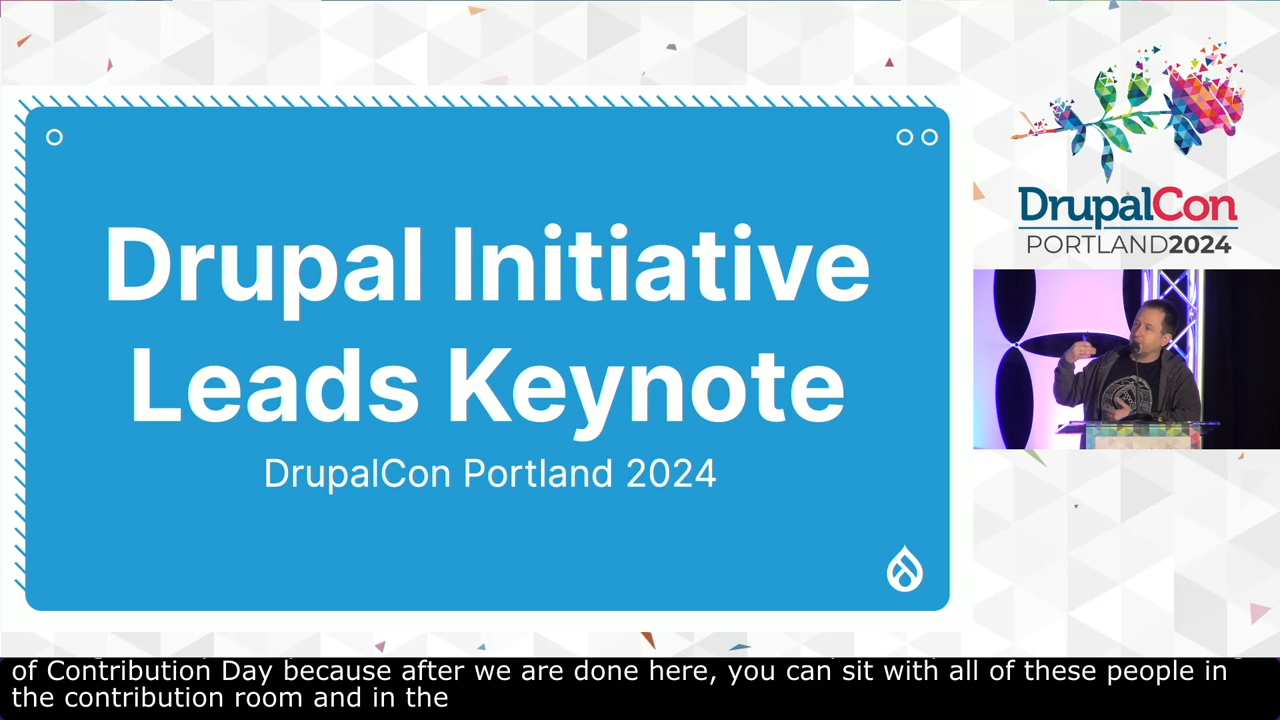 Drupal Initiative
Leads Keynote
DrupalCon Portland 2024
DrupalCon
PORTLAND2024
of Contribution Day because after we are done here, you can sit with all of these people in
the contribution room and in the